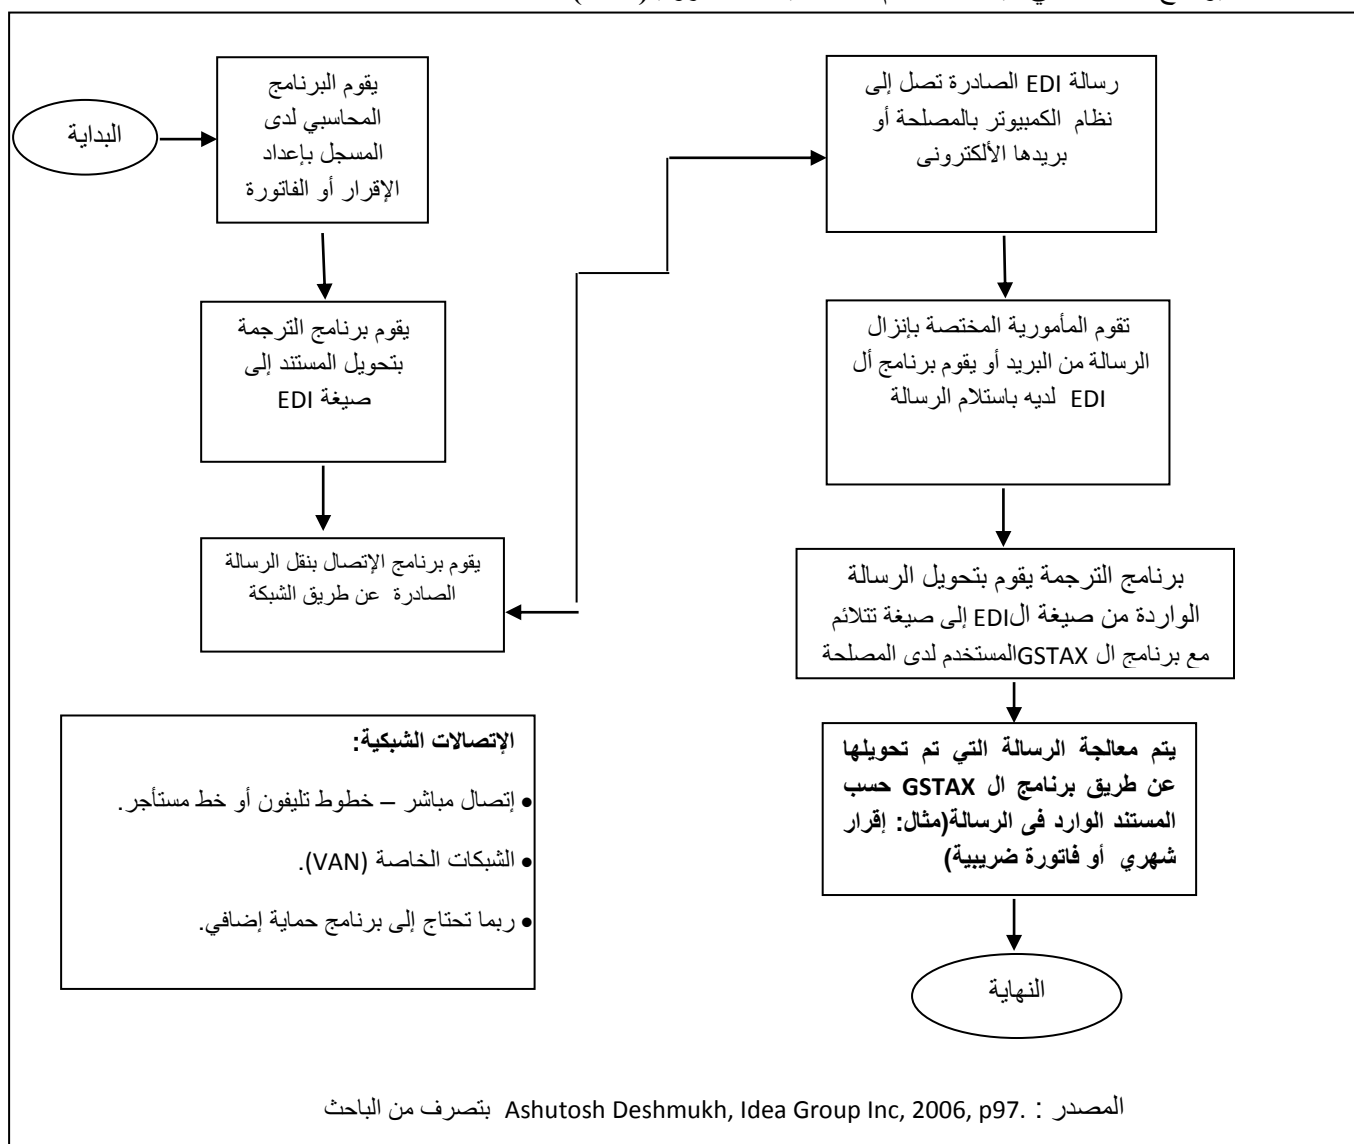 البداية
يقوم البرنامج
المحاسبي لدى
المسجل بإعداد
الإقرار أو الفاتورة
يقوم برنامج الترجمة
بتحويل المستند إلى
صيغة EDI
يقوم برنامج الإتصال بنقل الرسالة
الصادرة عن طريق الشبكة
رسالة EDI الصادرة تصل إلى
نظام الكمبيوتر بالمصلحة أو
بريدها الألكترونى
تقوم المأمورية المختصة بإنزال
الرسالة من البريد أو يقوم برنامج أل
EDI لديه باستلام الرسالة
برنامج الترجمة يقوم بتحويل الرسالة
الواردة من صيغة الEDI إلى صيغة تتلائم
مع برنامج ال GSTAXالمستخدم لدى المصلحة
يتم معالجة الرسالة التي تم تحويلها
عن طريق برنامج ال GSTAX حسب
المستند الوارد فى الرسالة(مثال: إقرار
شهري أو فاتورة ضريبية)
النهاية
الإتصالات الشبكية:
• إتصال مباشر – خطوط تليفون أو خط مستأجر.
• الشبكات الخاصة (VAN).
• ربما تحتاج إلى برنامج حماية إضافي.
المصدر : Ashutosh Deshmukh, Idea Group Inc, 2006, p97. بتصرف من الباحث